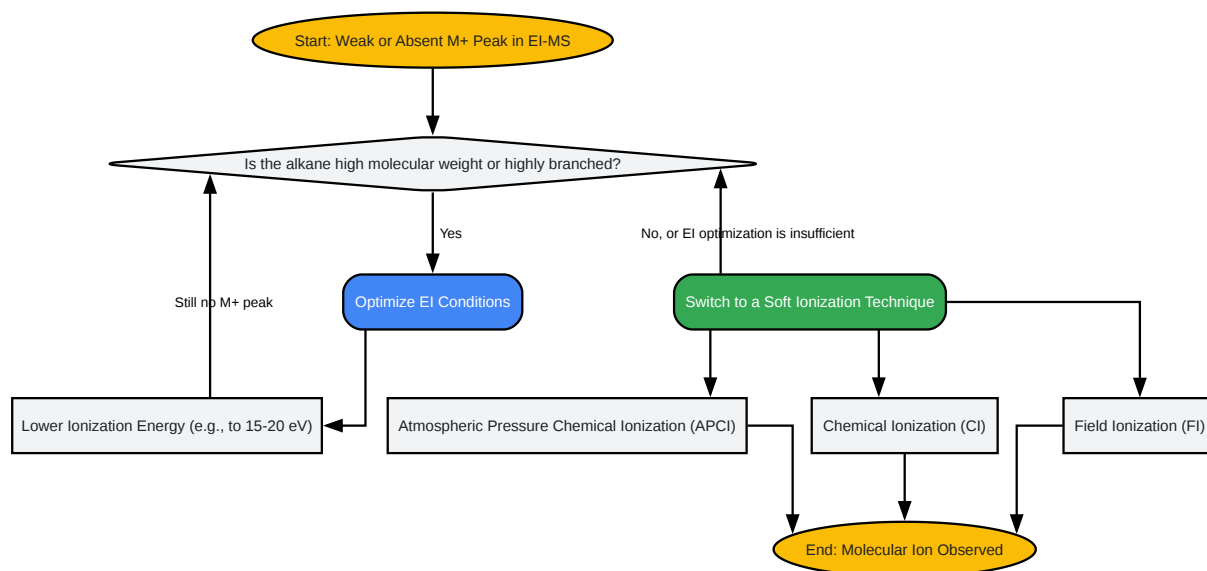 Start: Weak or Absent M+ Peak in EI-MS
Is the alkane high molecular weight or highly branched?
Yes
No, or EI optimization is insufficient
Optimize EI Conditions
Switch to a Soft Ionization Technique
Still no M+ peak
Lower Ionization Energy (e.g., to 15-20 eV)
Atmospheric Pressure Chemical Ionization (APCI)
Chemical Ionization (CI)
Field Ionization (FI)
End: Molecular Ion Observed